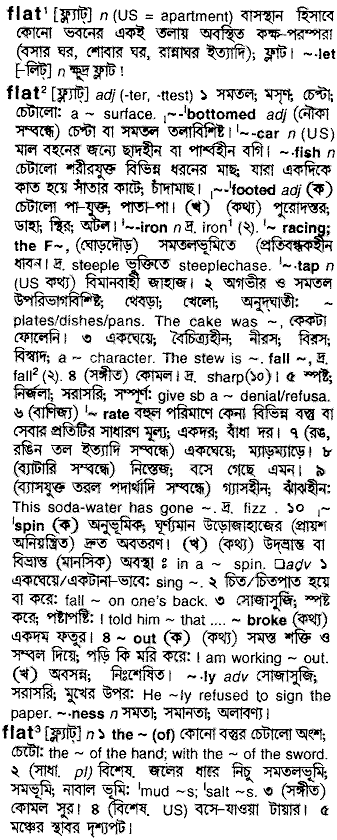 flat¹ [ফ্ল্যাট্] n (US = apartment) বাসস্থান হিসাবে
কোনো ভবনের একই তলায় অবস্থিত কক্ষ-পরম্পরা
(বসার ঘর, শোবার ঘর, রান্নাঘর ইত্যাদি); ফ্লাট। ~·let
[–লিট্] n ক্ষুদ্র ফ্লাট।
flat² [ফ্ল্যাট্] adj (-ter, -ttest) ১ সমতল; মসৃণ; চেপ্টা;
চেটালো: a ~ surface. ˌ~-ˈbottomed adj (নৌকা
সম্বন্ধে) চেপ্টা বা সমতল তলাবিশিষ্ট। ˈ~-car n (US)
মাল বহনের জন্যে ছাদহীন বা পার্শ্বহীন বগি। ~·fish n
চেটালো শরীরযুক্ত বিভিন্ন ধরনের মাছ, যারা একদিকে
কাত হয়ে সাঁতার কাটে; চাঁদামাছ। ˌ~-ˈfooted adj (ক)
চেটালো পা-যুক্ত; পাতা-পা। (খ) (কথ্য) পুরোদস্তুর;
ডাহা; স্থির; অটল। ˈ~-iron n দ্র. iron¹ (২). ~ racing;
the F~, (ঘোড়দৌড়) সমতলভূমিতে (প্রতিবন্ধকহীন
ধাবন)। দ্র. steeple ভুক্তিতে steeplechase. ˈ~·tap n
(US কথ্য) বিমানবাহী জাহাজ। ২ অগভীর ও সমতল
উপরিভাগবিশিষ্ট; থেবড়া; খেলো; অনুদ্‌ঘাতী: ~
plates/dishes/pans. The cake was ~, কেকটা
ফোলেনি। ৩ একঘেয়ে; বৈচিত্র্যহীন; নীরস; বিরস;
বিস্বাদ; a ~ character. The stew is ~. fall ~, দ্র.
fall² (২). ৪ (সঙ্গীত) কোমল। দ্র. sharp(১০)। ৫ স্পষ্ট;
নির্জলা; সরাসরি; সম্পূর্ণ: give sb a ~ denial/refusa.
৬ (বাণিজ্য) ˈ~ rate বহুল পরিমাণে কেনা বিভিন্ন বস্তু বা
সেবার প্রতিটির সাধারণ মূল্য; একদর; বাঁধা দর। ৭ (রঙ,
রঙিন তল ইত্যাদি সম্বন্ধে) একঘেয়ে; ম্যাড়ম্যাড়ে। ৮
(ব্যাটারি সম্বন্ধে) নিস্তেজ; বসে গেছে এমন। ৯
(ব্যাসযুক্ত তরল পদার্থাদি সম্বন্ধে) গ্যাসহীন; ঝাঁঝহীন:
This soda-water has gone ~. দ্র. fizz . ১০ ˌ~
ˈspin (ক) অনুভূমিক; ঘূর্ণ্যমান উড়োজাহাজের (প্রায়শ
অনিয়ন্ত্রিত) দ্রুত অবতরণ। (খ) (কথ্য) উদ্‌ভ্রান্ত বা
বিভ্রান্ত (মানসিক) অবস্থা : in a ~ spin. □adv ১
একঘেয়ে/একটানা-ভাবে: sing ~. ২ চিত/চিতপাত হয়ে
বা করে: fall ~ on one's back. ৩ সোজাসুজি; স্পষ্ট
করে; পষ্টাপষ্টি: I told him ~ that .... ~ broke (কথ্য)
একদম ফতুর। ৪ ~ out (ক) (কথ্য) সমস্ত শক্তি ও
সম্বল দিয়ে; পড়ি কি মরি করে: I am working ~ out.
(খ) অবসন্ন; নিঃশেষিত। ~·ly adv সোজাসুজি;
সরাসরি; মুখের উপর: He ~ly refused to sign the
paper. ~·ness n সমতা; সমানতা; অলাবণ্য।
flat³ [ফ্ল্যাট্] n ১ the ~ (of) কোনো বস্তুর চেটালো অংশ;
চেটো: the ~ of the hand; with the ~ of the sword.
২ (সাধা. pl) বিশেষ. জলের ধারে নিচু সমতলভূমি;
সমভূমি; নাবাল ভূমি: ˈmud ~s; ˈsalt ~s. ৩ (সঙ্গীত)
কোমল সুর। ৪ (বিশেষ. US) বসে-যাওয়া টায়ার। ৫
মঞ্চের স্থাবর দৃশ্যপট।